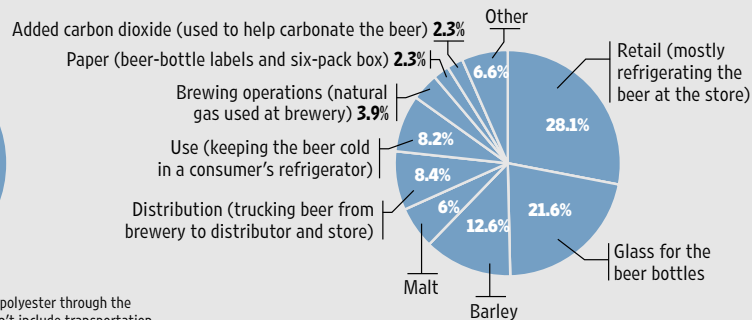 Added carbon dioxide (used to help carbonate the beer) 2.3%
Other
6.6%
Retail (mostly
refrigerating the
beer at the store)
28.1%
Paper (beer-bottle labels and six-pack box) 2.3%
Brewing operations (natural
gas used at brewery) 3.9%
Use (keeping the beer cold
in a consumer's refrigerator)
8.2%
8.4%
Distribution (trucking beer from
brewery to distributor and store)
6%
12.6%
21.6%
Glass for the
beer bottles
Malt
Barley
polyester through the
include transportation